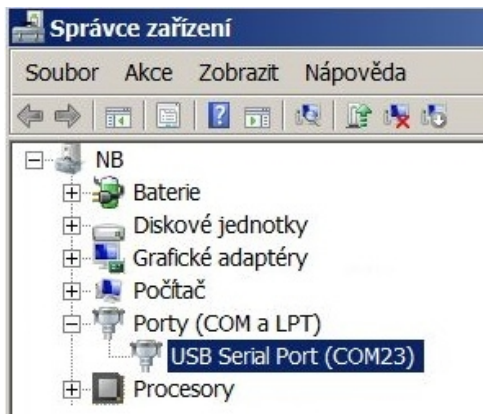 Správce zařízení
Soubor Akce Zobrazit Nápověda
NB
Baterie
Diskové jednotky
Grafické adaptéry
Počítač
Porty (COM a LPT)
USB Serial Port (COM23)
Procesory